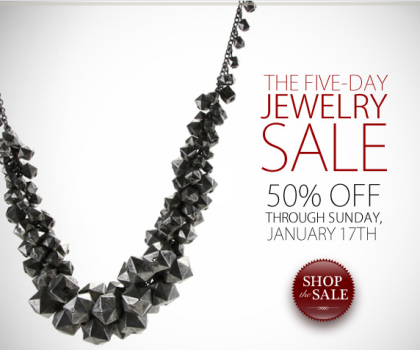 THE FIVE-DAY
JEWELRY
SALE
50% OFF
THROUGH SUNDAY,
JANUARY 17TH
SHOP
the SALE